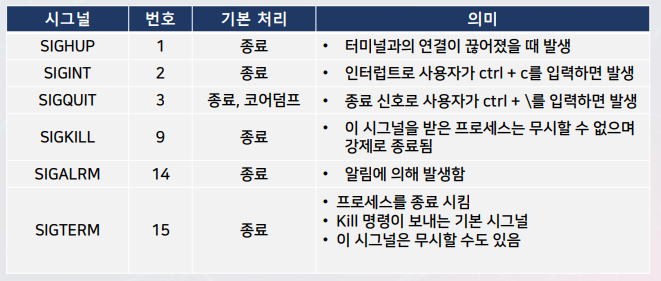 시그널 번호 기본 처리 의미
SIGHUP 1 종료 • 터미널과의 연결이 끊어졌을 때 발생
SIGINT 2 종료 • 인터럽트로 사용자가 ctrl + c를 입력하면 발생
SIGQUIT 3 종료, 코어덤프 • 종료 신호로 사용자가 ctrl + \를 입력하면 발생
SIGKILL 9 종료 • 이 시그널을 받은 프로세스는 무시할 수 없으며
강제로 종료됨
SIGALRM 14 종료 • 알림에 의해 발생함
SIGTERM 15 종료 • 프로세스를 종료 시킴
• Kill 명령이 보내는 기본 시그널
• 이 시그널은 무시할 수도 있음